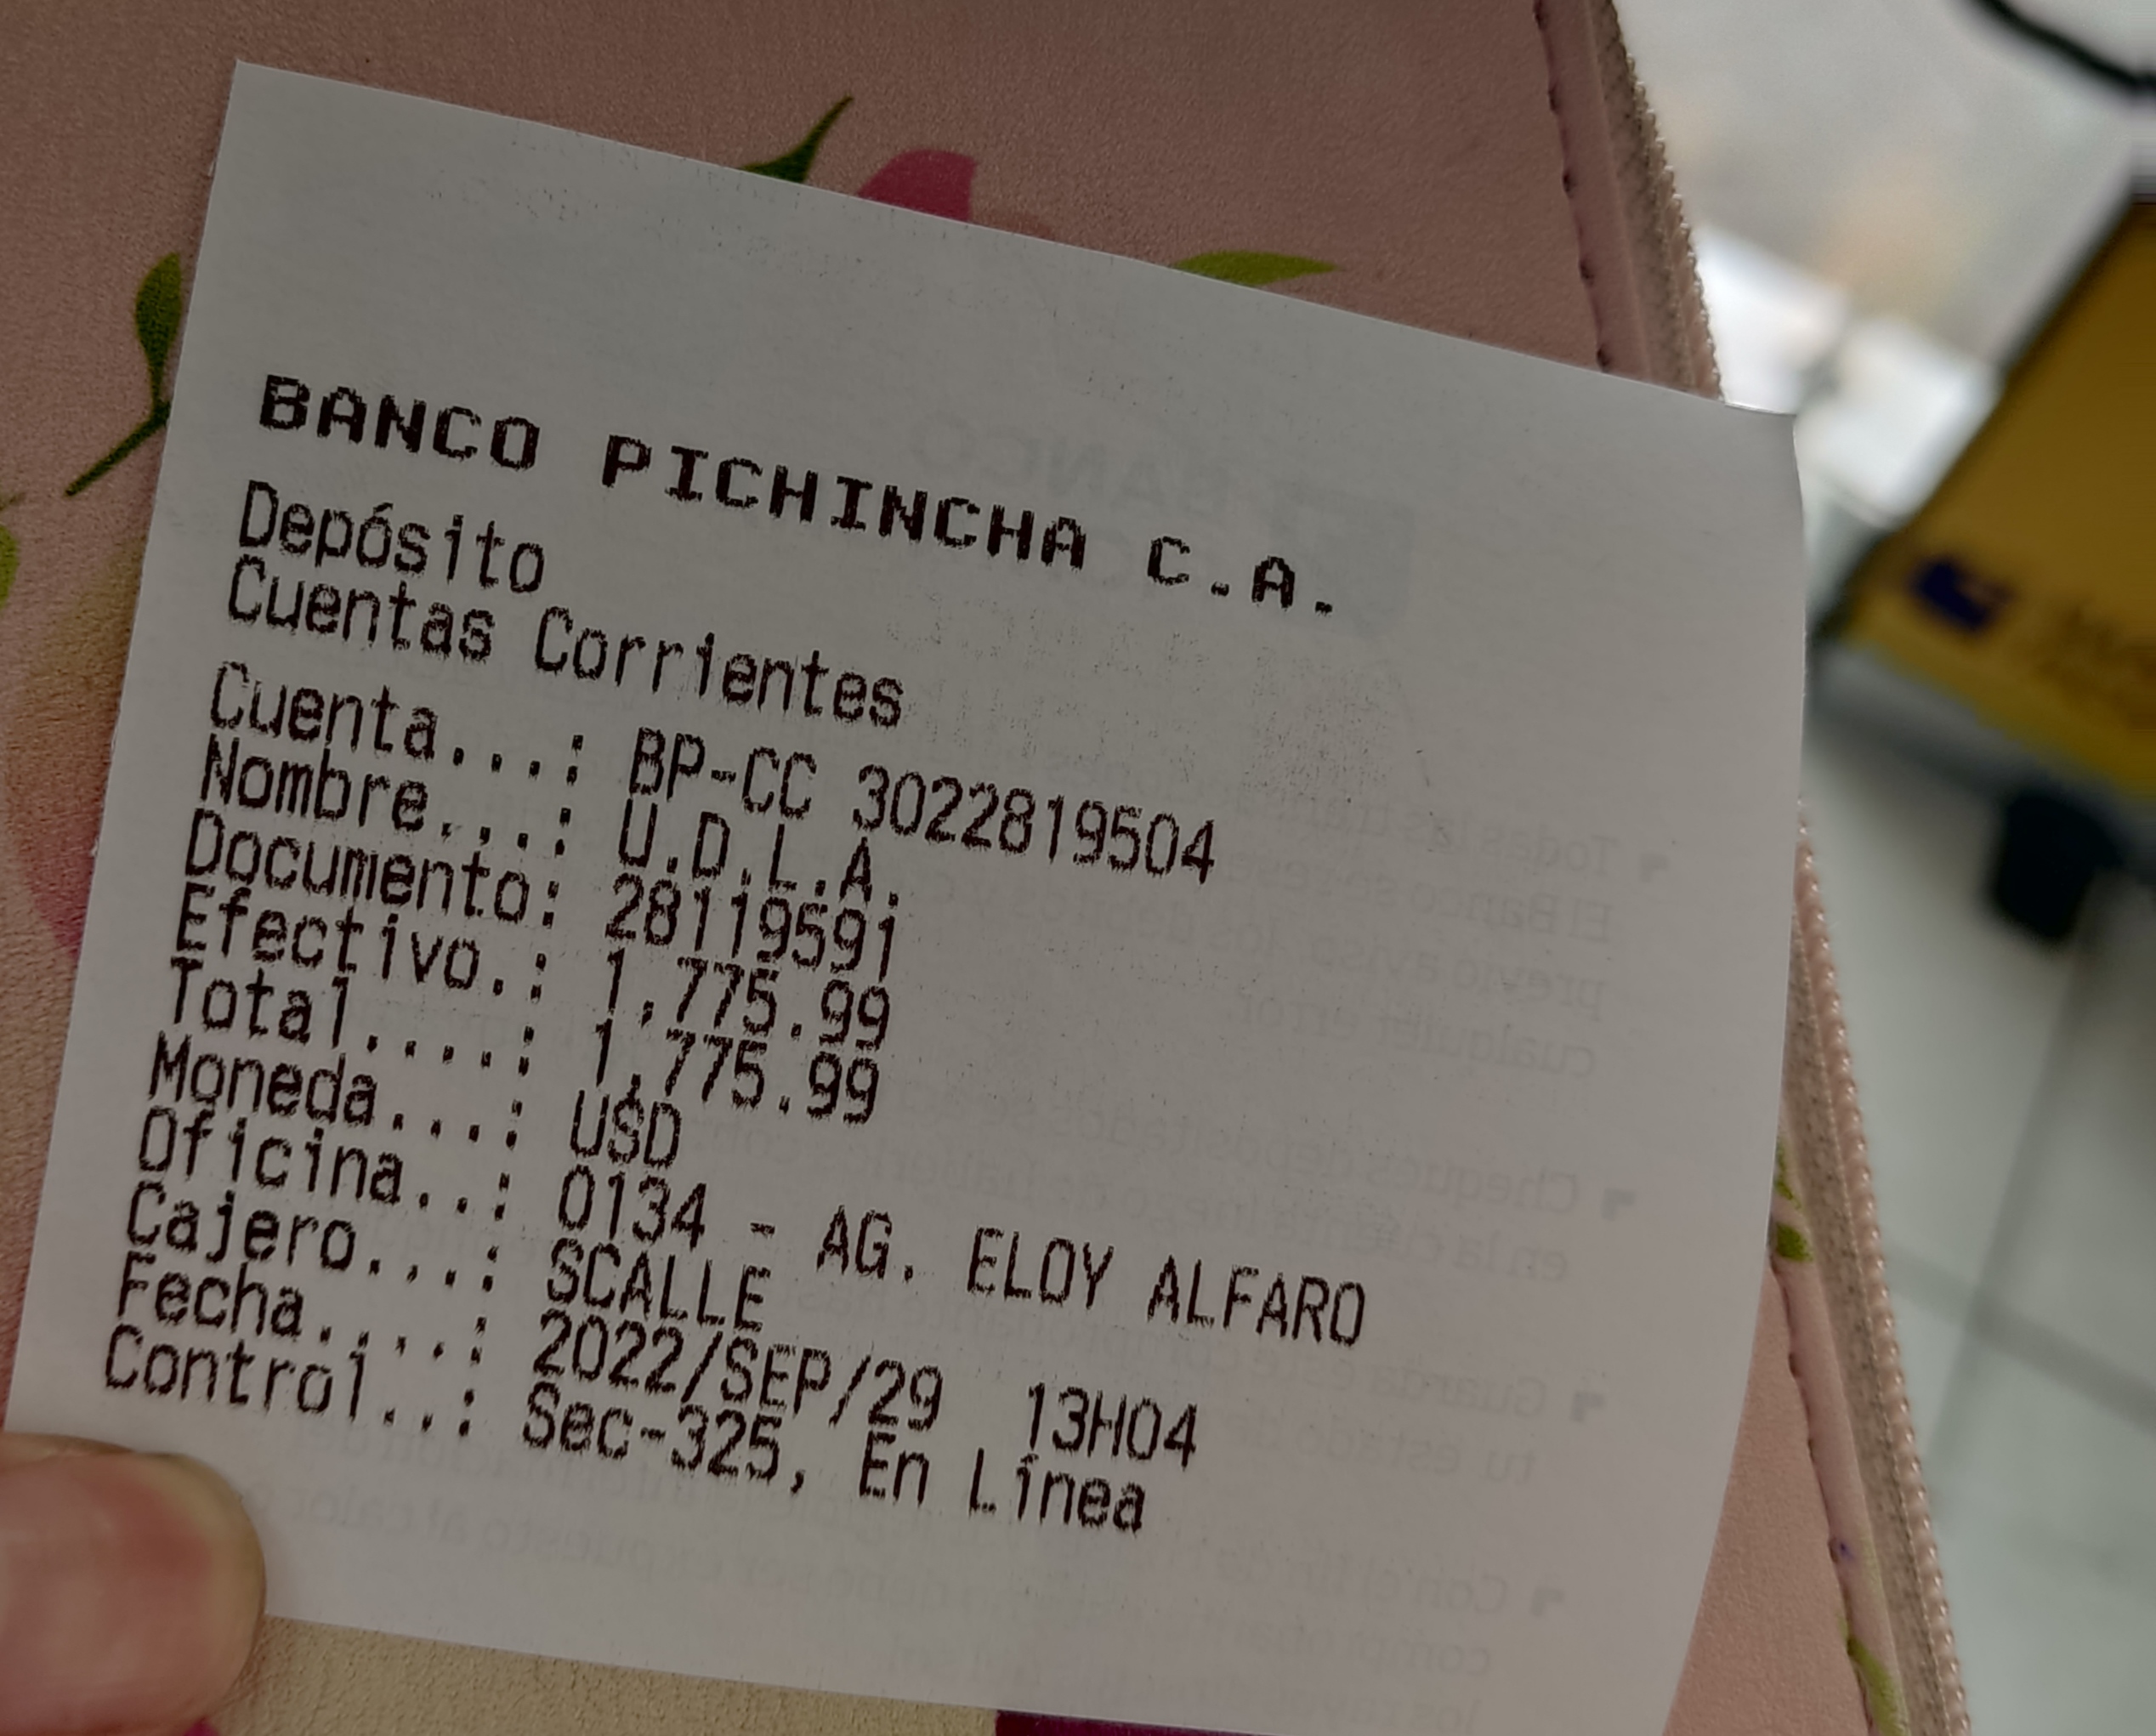 BANCO PICHINCHA C.A.
Depósito
Cuentas Corrientes
Cuenta...: BP-CC 3022819504
Nombre...: U.D.L.A.
Documento: 28119591
Efectivo.: 1,775.99
Total....: 1,775.99
Moneda...: USD
Oficina..: 0134 - AG. ELOY ALFARO
Cajero...: SCALLE
Fecha....: 2022/SEP/29 13H04
Control..: Sec-325, En Línea